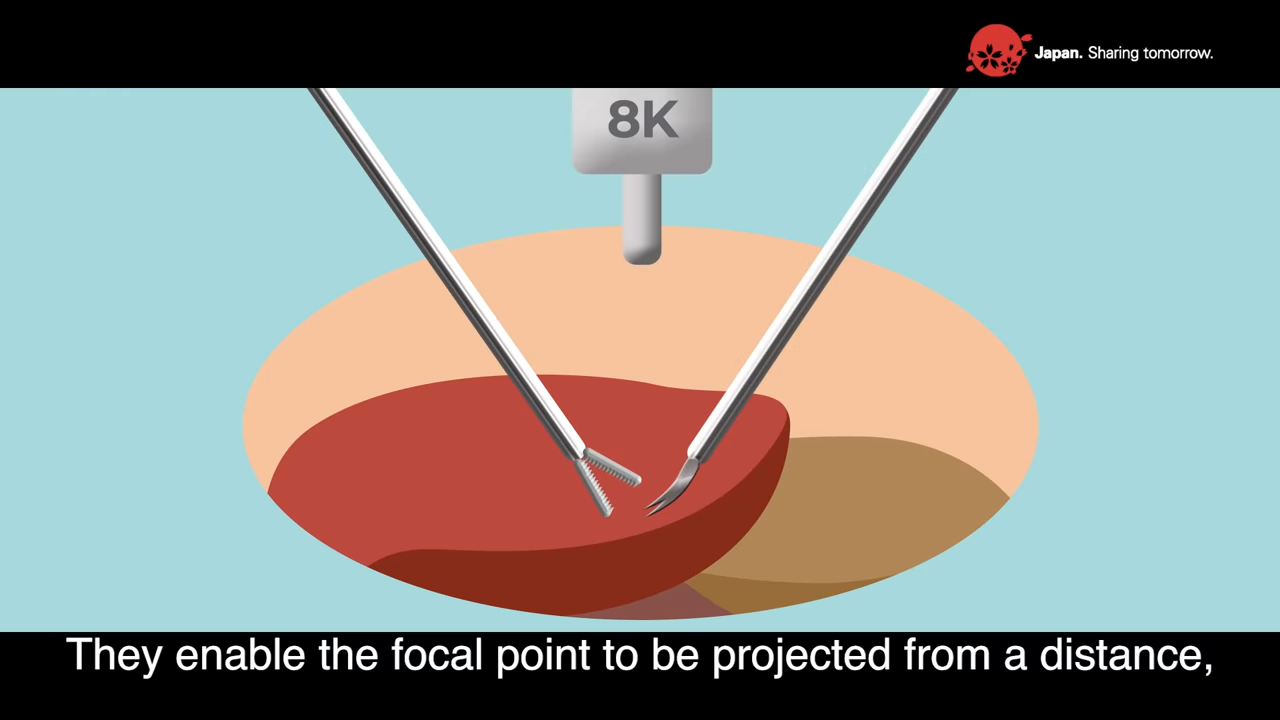 Japan. Sharing tomorrow.
8K
They enable the focal point to be projected from a distance,